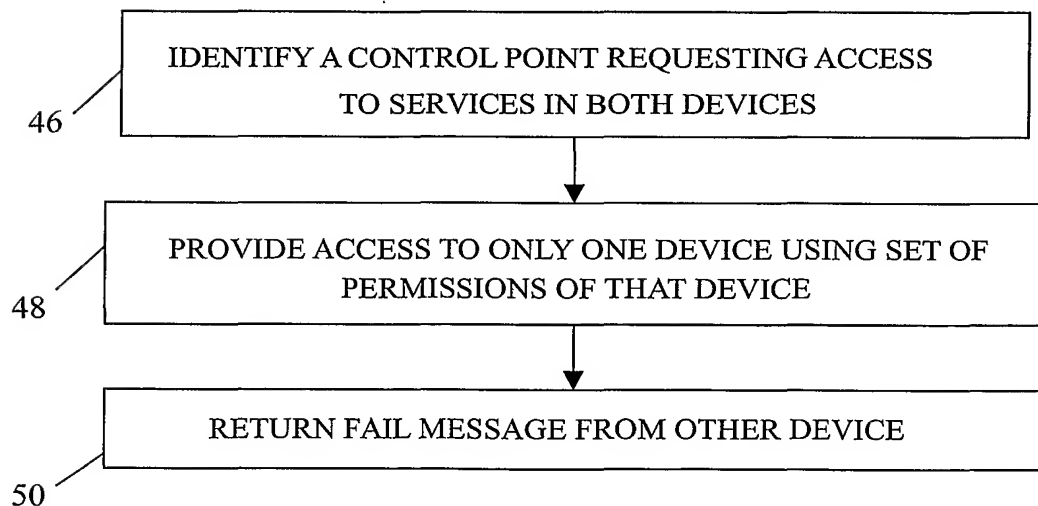 IDENTIFY A CONTROL POINT REQUESTING ACCESS
TO SERVICES IN BOTH DEVICES
46
PROVIDE ACCESS TO ONLY ONE DEVICE USING SET OF
PERMISSIONS OF THAT DEVICE
48
RETURN FAIL MESSAGE FROM OTHER DEVICE
50